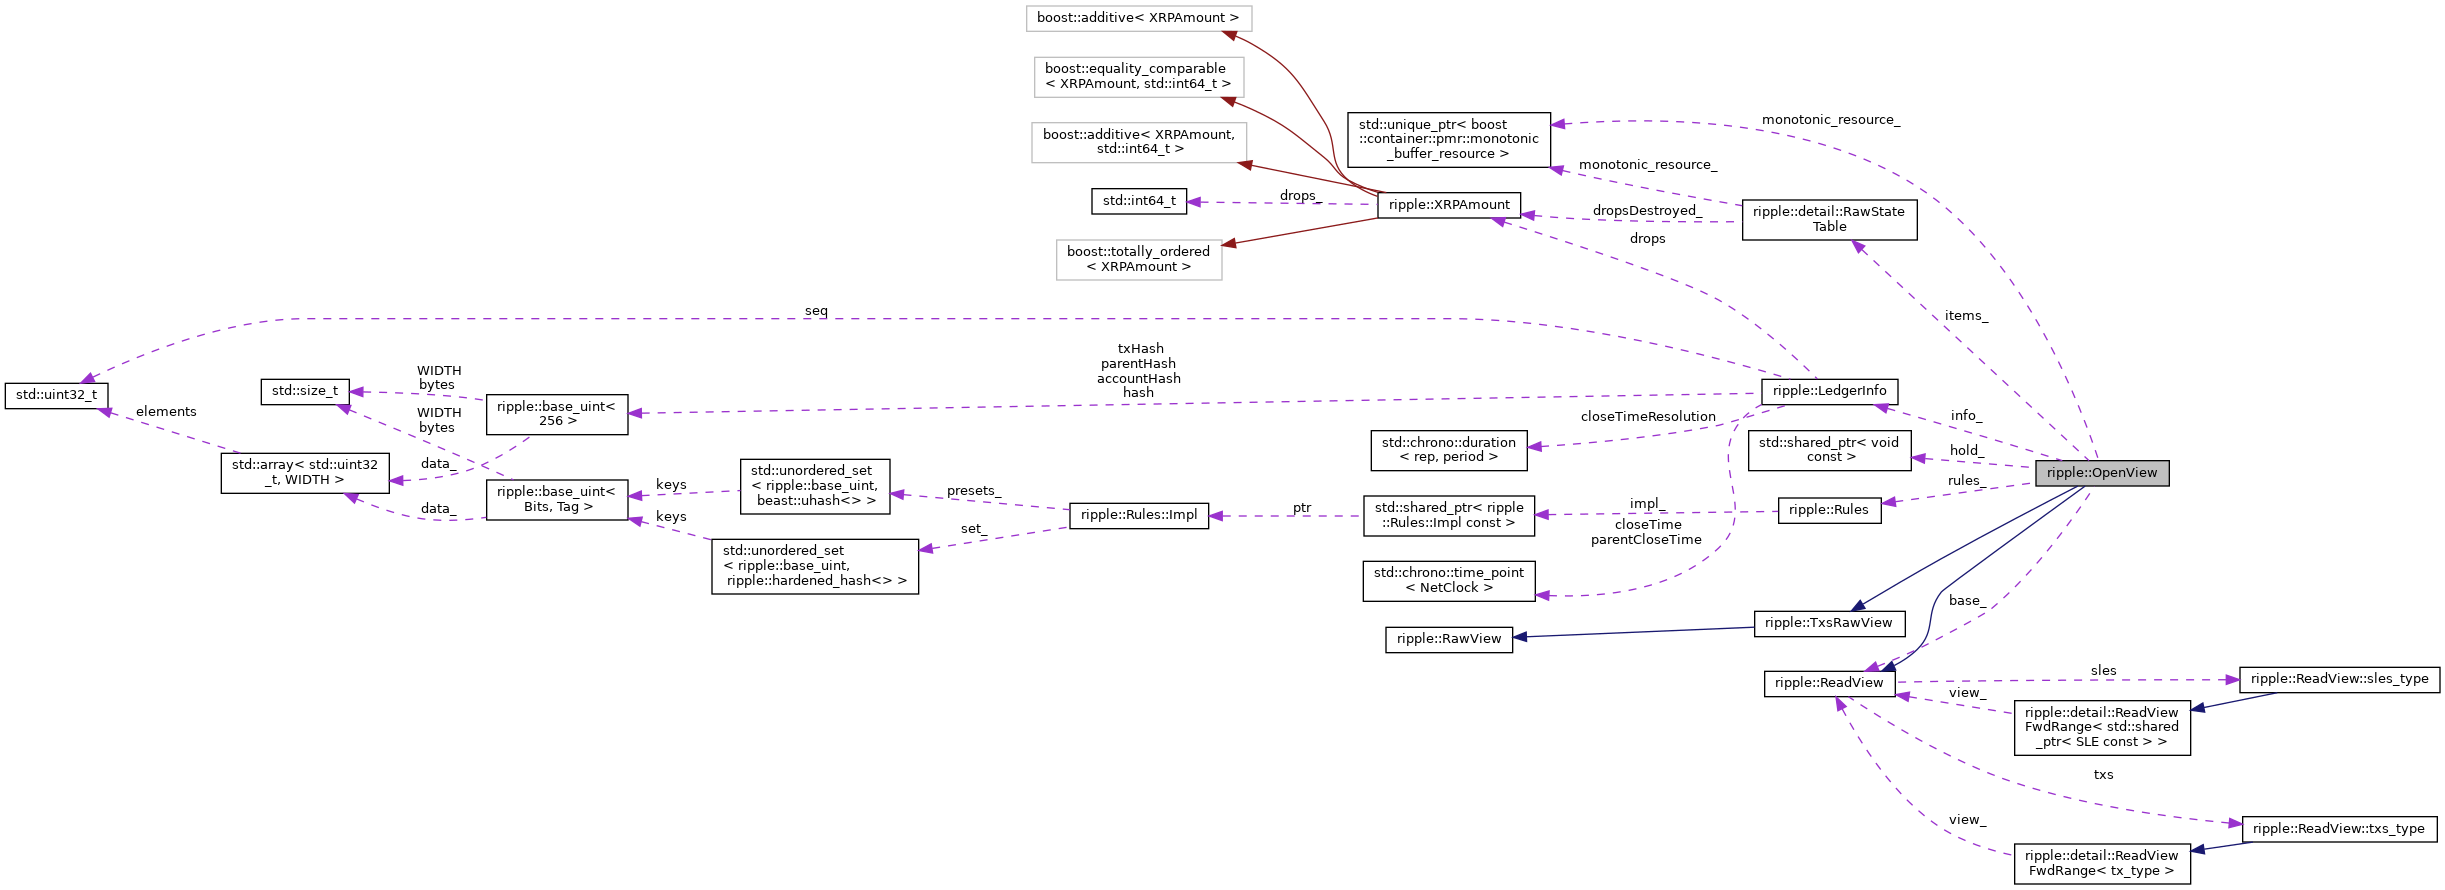 boost::additive< XRPAmount >
boost::equality_comparable
< XRPAmount, std::int64_t >
boost::additive< XRPAmount,
std::int64_t >
std::int64_t
boost::totally_ordered
< XRPAmount >
std::unique_ptr< boost
::container::pmr::monotonic
_buffer_resource >
monotonic_resource_
monotonic_resource_
drops_
ripple::XRPAmount
dropsDestroyed_
ripple::detail::RawState
Table
drops
items_
seq
std::uint32_t
elements
std::size_t
WIDTH
bytes
WIDTH
bytes
ripple::base_uint<
256 >
txHash
parentHash
accountHash
hash
ripple::LedgerInfo
info_
closeTimeResolution
std::chrono::duration
< rep, period >
std::shared_ptr< void
const >
hold_
ripple::OpenView
rules_
std::array< std::uint32
_t, WIDTH >
data_
data_
ripple::base_uint<
Bits, Tag >
keys
keys
std::unordered_set
< ripple::base_uint,
beast::uhash<> >
std::unordered_set
< ripple::base_uint,
ripple::hardened_hash<> >
presets_
set_
ripple::Rules::Impl
ptr
std::shared_ptr< ripple
::Rules::Impl const >
impl_
ripple::Rules
closeTime
parentCloseTime
std::chrono::time_point
< NetClock >
base_
ripple::TxsRawView
ripple::RawView
ripple::ReadView
sles
ripple::ReadView::sles_type
view_
ripple::detail::ReadView
FwdRange< std::shared
_ptr< SLE const > >
txs
view_
ripple::ReadView::txs_type
ripple::detail::ReadView
FwdRange< tx_type >